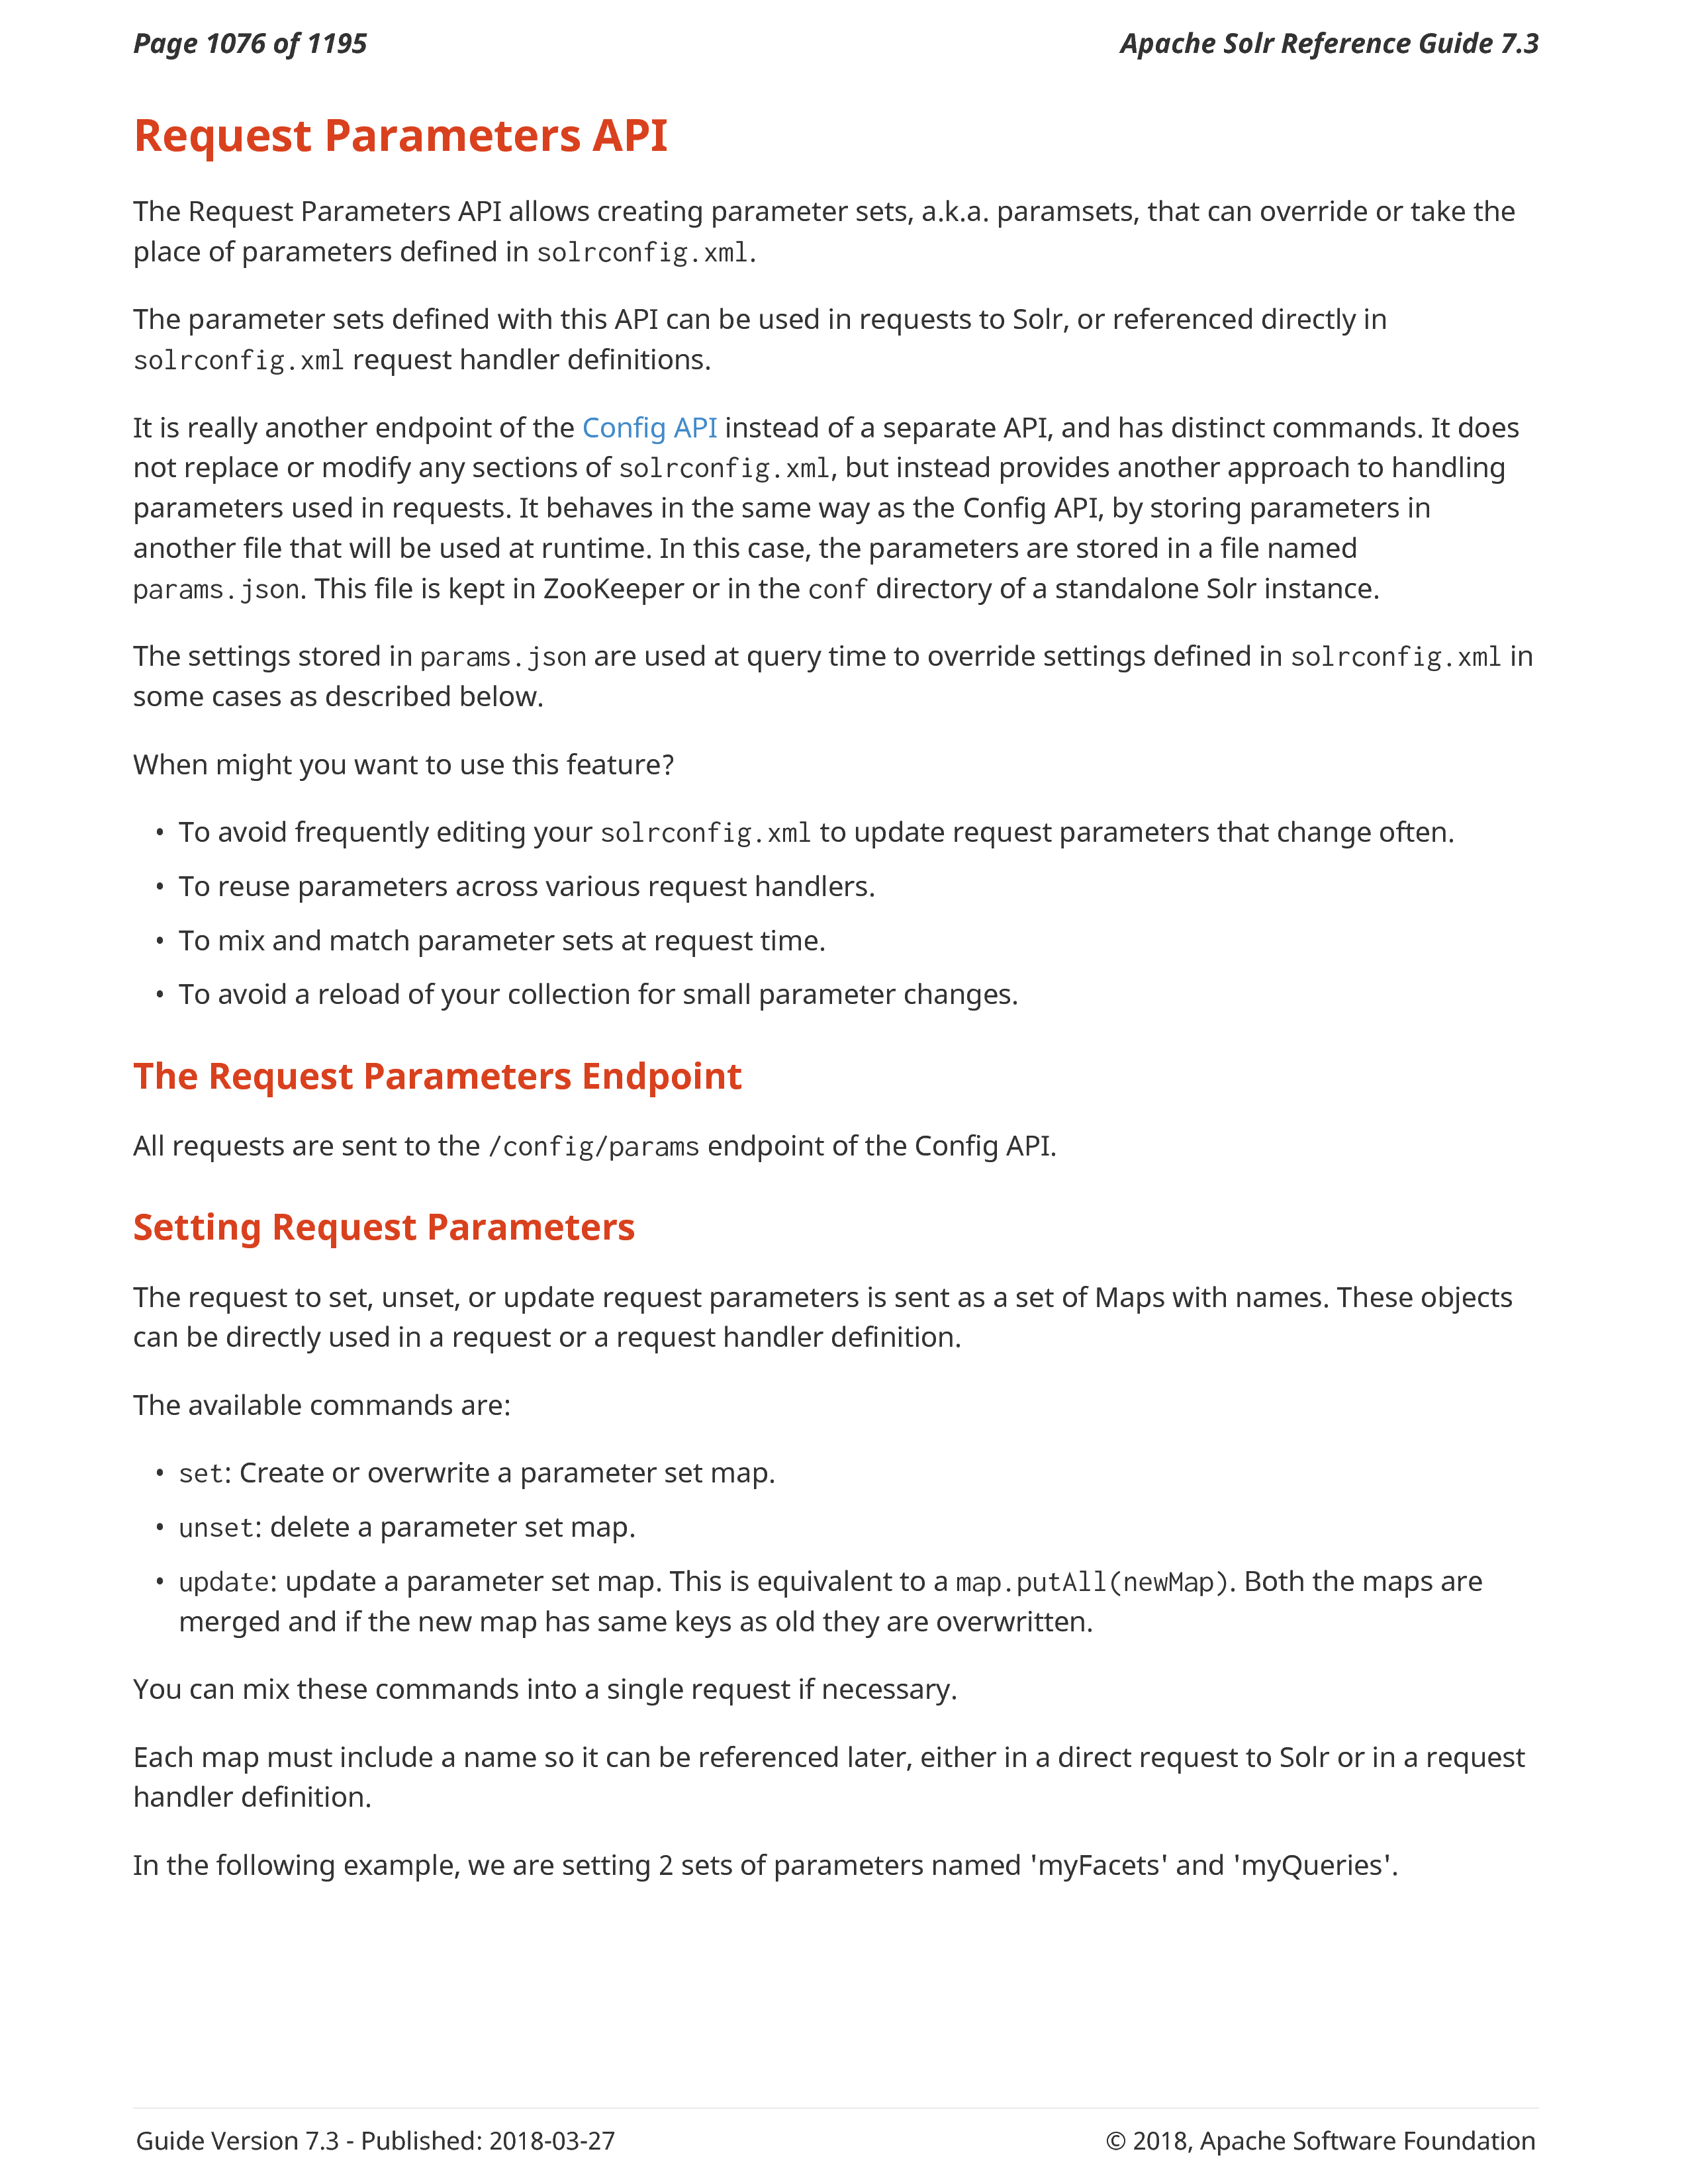 Page 1076 of 1195
Apache Solr Reference Guide 7.3
Request Parameters API
The Request Parameters API allows creating parameter sets, a.k.a. paramsets, that can override or take the
place of parameters defined in solrconfig.xml.
The parameter sets defined with this API can be used in requests to Solr, or referenced directly in
solrconfig.xml request handler definitions.
It is really another endpoint of the Config API instead of a separate API, and has distinct commands. It does
not replace or modify any sections of solrconfig.xml, but instead provides another approach to handling
parameters used in requests. It behaves in the same way as the Config API, by storing parameters in
another file that will be used at runtime. In this case, the parameters are stored in a file named
params.json. This file is kept in ZooKeeper or in the conf directory of a standalone Solr instance.
The settings stored in params.json are used at query time to override settings defined in solrconfig.xml in
some cases as described below.
When might you want to use this feature?
• To avoid frequently editing your solrconfig.xml to update request parameters that change often.
• To reuse parameters across various request handlers.
• To mix and match parameter sets at request time.
• To avoid a reload of your collection for small parameter changes.
The Request Parameters Endpoint
All requests are sent to the /config/params endpoint of the Config API.
Setting Request Parameters
The request to set, unset, or update request parameters is sent as a set of Maps with names. These objects
can be directly used in a request or a request handler definition.
The available commands are:
• set: Create or overwrite a parameter set map.
• unset: delete a parameter set map.
• update: update a parameter set map. This is equivalent to a map.putAll(newMap). Both the maps are
merged and if the new map has same keys as old they are overwritten.
You can mix these commands into a single request if necessary.
Each map must include a name so it can be referenced later, either in a direct request to Solr or in a request
handler definition.
In the following example, we are setting 2 sets of parameters named 'myFacets' and 'myQueries'.
Guide Version 7.3 - Published: 2018-03-27
© 2018, Apache Software Foundation